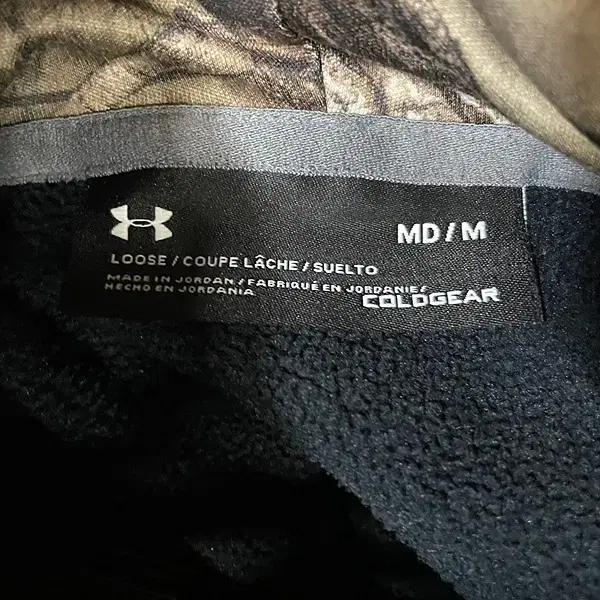 MD/M
LOOSE/COUPE LÂCHE/SUELTO
MADE IN JORDAN/FABRIQUÉ EN JORDANIE/
HECHO EN JORDANIA
COLDGEAR